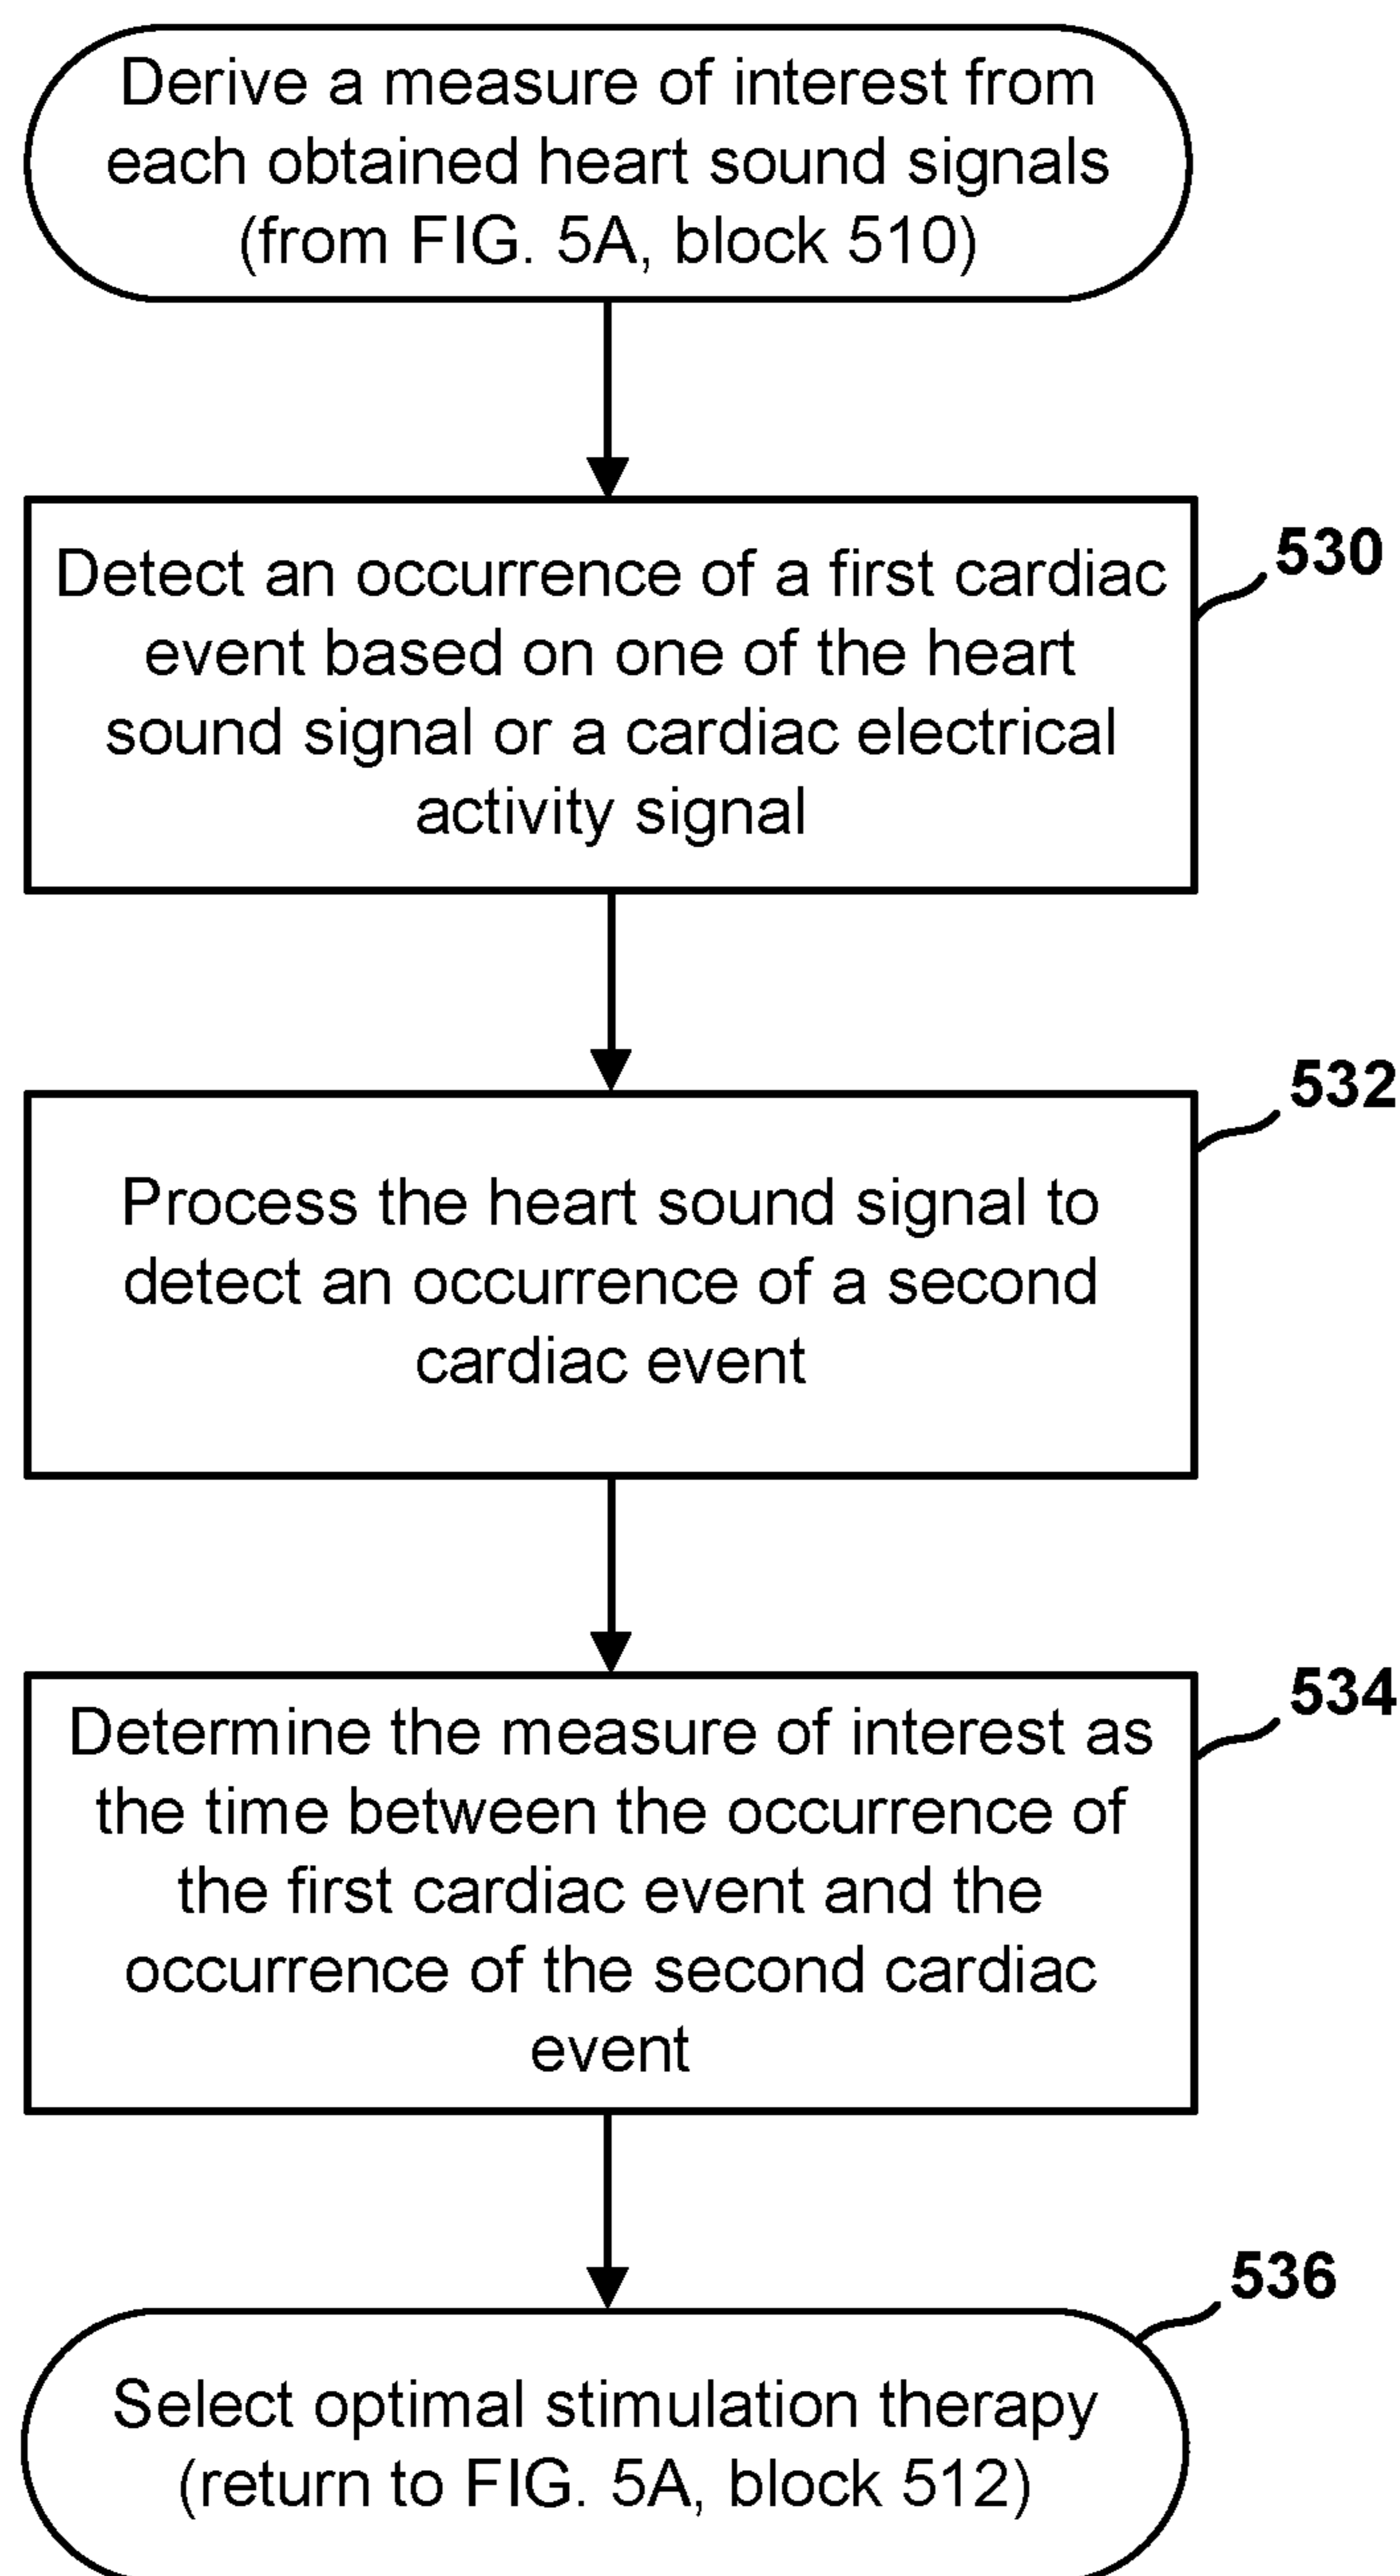 Derive a measure of interest from
each obtained heart sound signals
(from FIG. 5A, block 510)
Detect an occurrence of a first cardiac
event based on one of the heart
sound signal or a cardiac electrical
activity signal
530
Process the heart sound signal to
detect an occurrence of a second
cardiac event
532
Determine the measure of interest as
the time between the occurrence of
the first cardiac event and the
occurrence of the second cardiac
event
534
Select optimal stimulation therapy
(return to FIG. 5A, block 512)
536